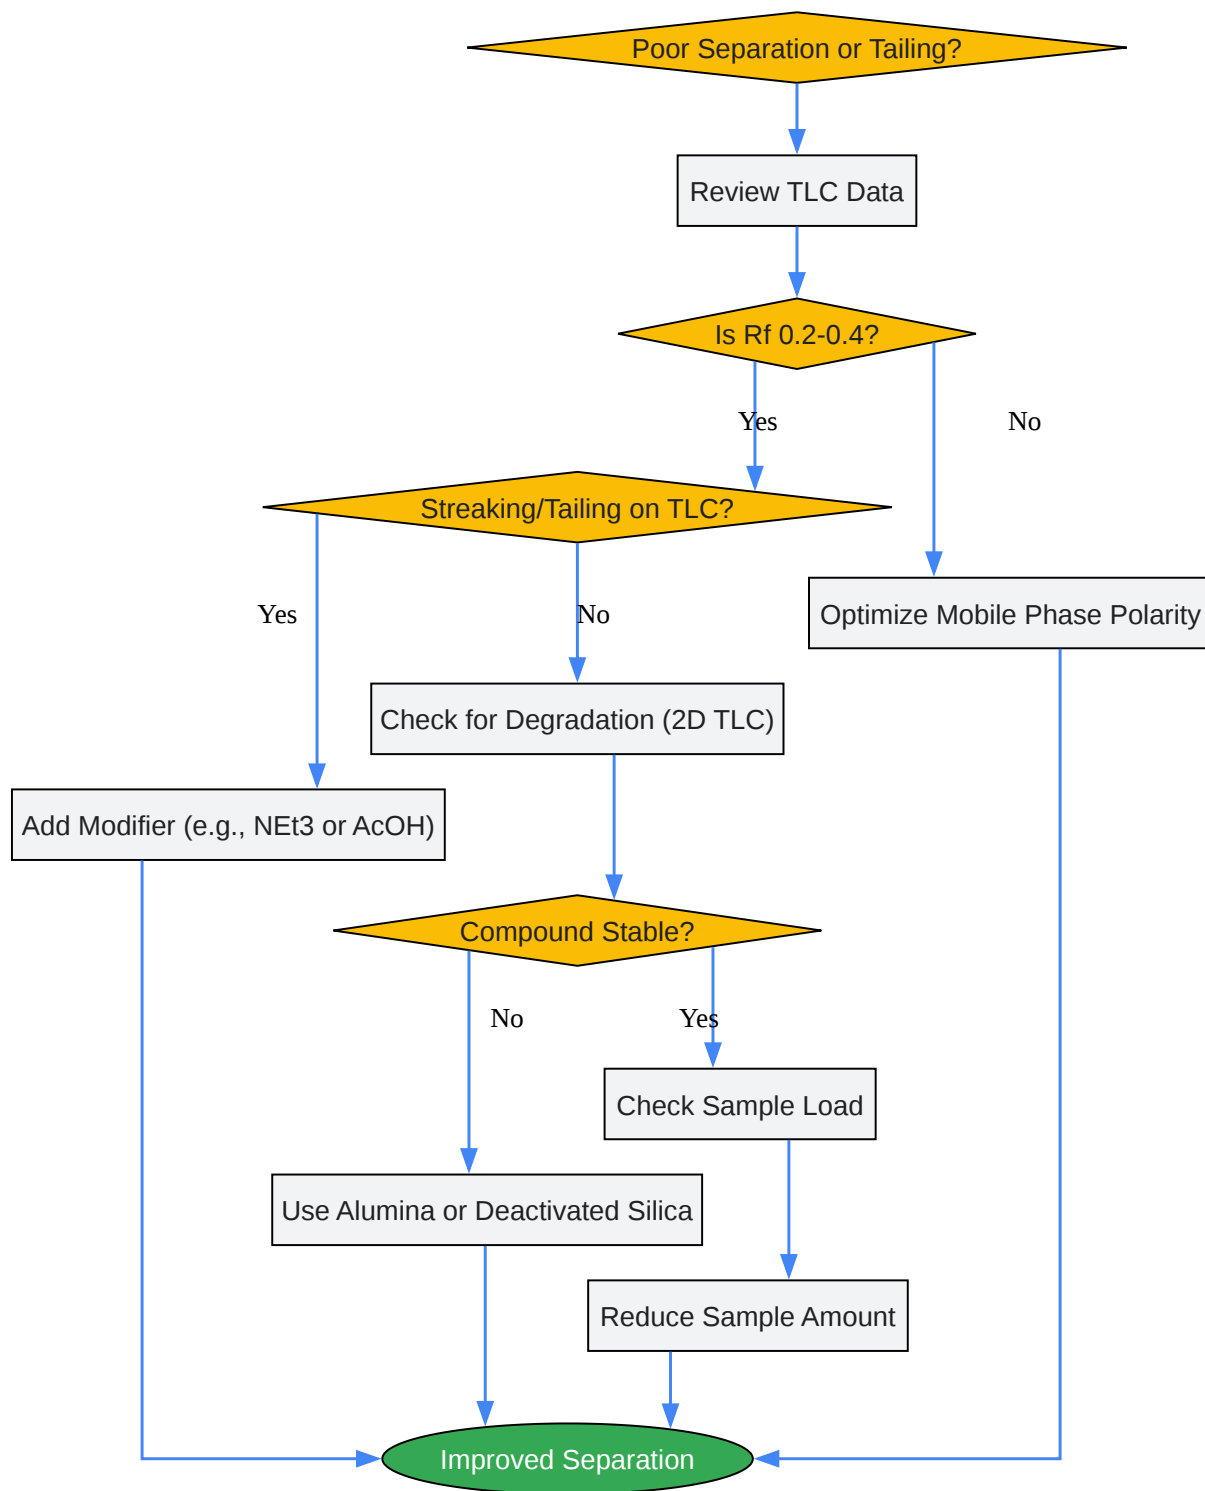 Poor Separation or Tailing?
Review TLC Data
Is Rf 0.2-0.4?
Yes
No
Streaking/Tailing on TLC?
Yes
No
Optimize Mobile Phase Polarity
Check for Degradation (2D TLC)
Add Modifier (e.g., NEt3 or AcOH)
Compound Stable?
No
Yes
Check Sample Load
Use Alumina or Deactivated Silica
Reduce Sample Amount
Improved Separation